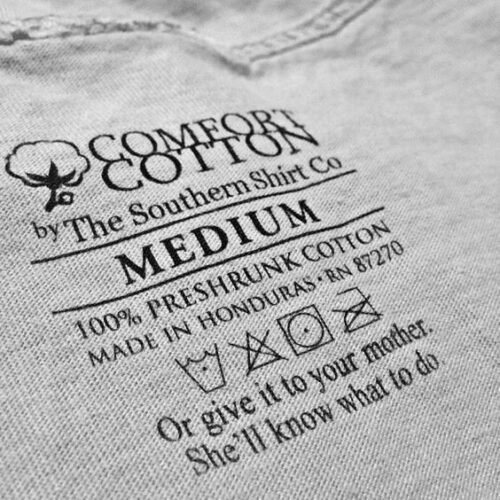 COMFORT
COTTON
by The Southern Shirt Co
MEDIUM
100% PRESHRUNK COTTON
MADE IN HONDURAS · RN 87270
Or give it to your mother.
She'll know what to do